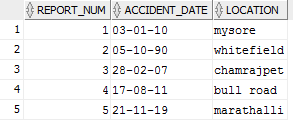 REPORT_NUM ACCIDENT_DATE LOCATION
1 1 03-01-10 mysore
2 2 05-10-90 whitefield
3 3 28-02-07 chamrajpet
4 4 17-08-11 bull road
5 5 21-11-19 marathalli